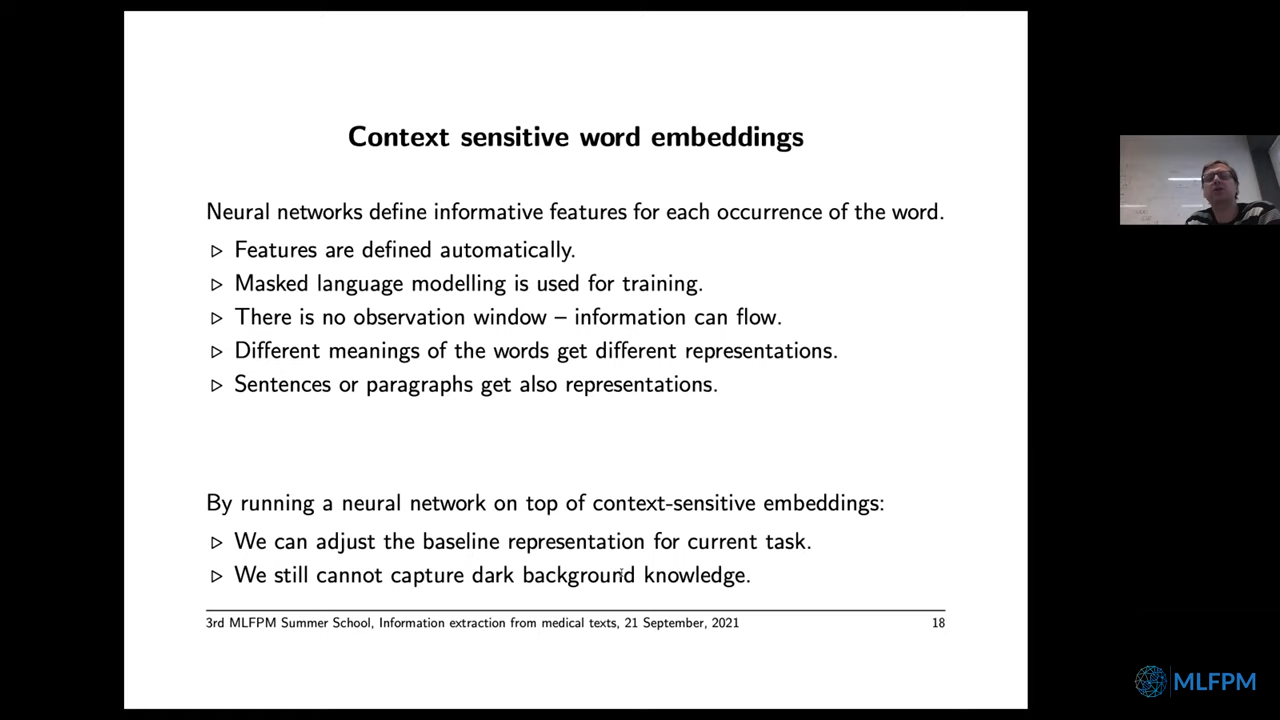 Context sensitive word embeddings
Neural networks define informative features for each occurrence of the word.
▷ Features are defined automatically.
▷ Masked language modelling is used for training.
▷ There is no observation window – information can flow.
▷ Different meanings of the words get different representations.
▷ Sentences or paragraphs get also representations.
By running a neural network on top of context-sensitive embeddings:
▷ We can adjust the baseline representation for current task.
▷ We still cannot capture dark background knowledge.
3rd MLFPM Summer School, Information extraction from medical texts, 21 September, 2021 18
MLFPM